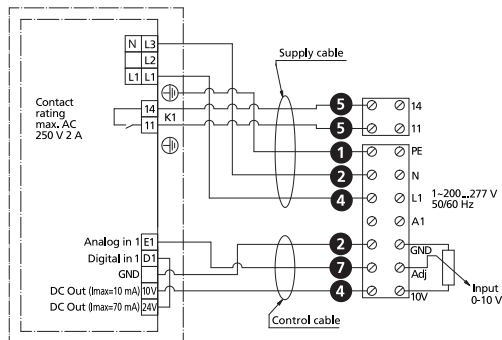 N L3
L2
L1 L1
Contact
rating
max. AC
250 V 2 A
14
11
K1
Analog in 1 E1
Digital in 1 D1
GND
DC Out (Imax=10 mA) 10V
DC Out (Imax=70 mA) 24V
Supply cable
Control cable
5 14
5 11
1 PE
2 N
4 L1
A1
2 GND
7 Adj
4 10V
1~200...277 V
50/60 Hz
Input
0-10 V